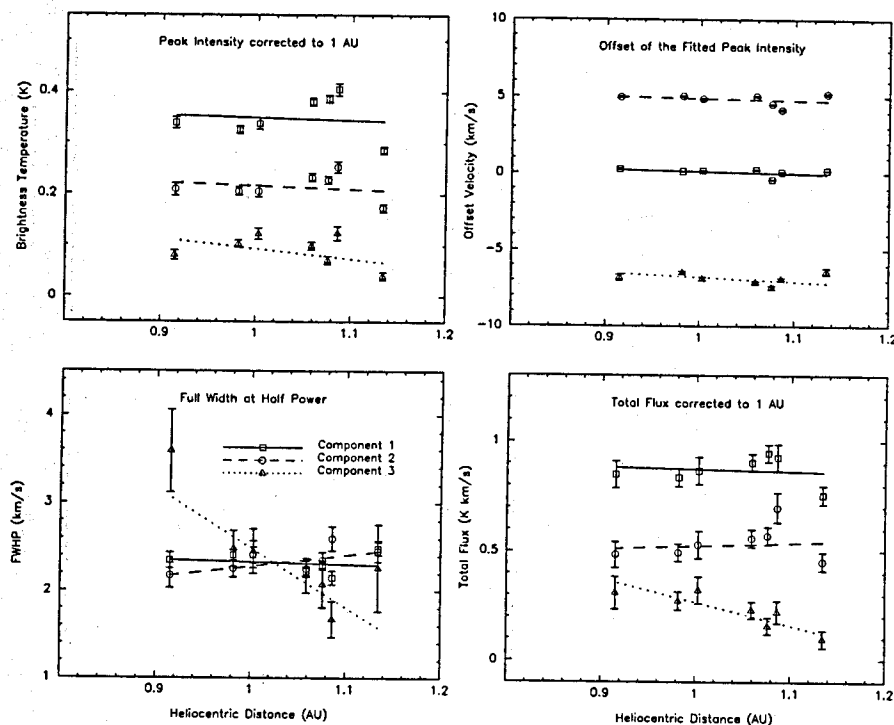 Peak Intensity corrected to 1 AU
Brightness Temperature (K)
0.4
0.2
0
0.9
1
1.1
1.2
Offset of the Fitted Peak Intensity
Offset Velocity (km/s)
10
5
0
−5
−10
0.9
1
1.1
1.2
Full Width at Half Power
Component 1
Component 2
Component 3
FWHP (km/s)
4
3
2
1
0.9
1
1.1
1.2
Heliocentric Distance (AU)
Total Flux corrected to 1 AU
Total Flux (K km/s)
1
0.5
0
0.9
1
1.1
1.2
Heliocentric Distance (AU)